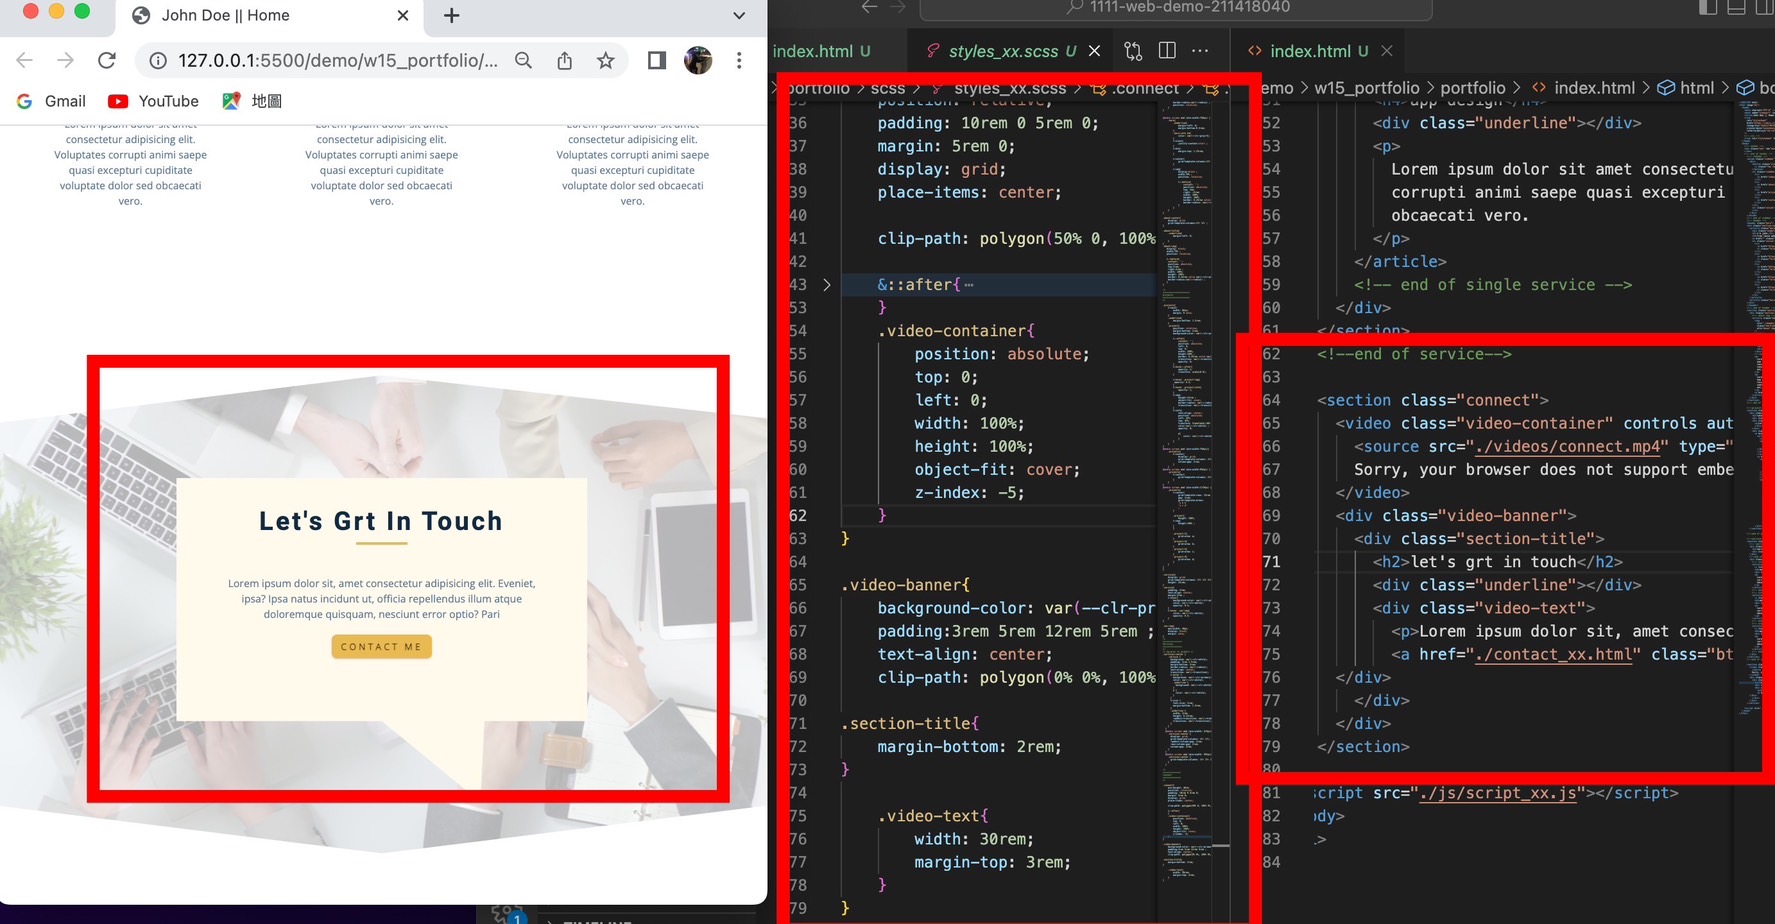 John Doe || Home
127.0.0.1:5500/demo/w15_portfolio/...
Gmail
YouTube
地圖
Lorem ipsum dolor sit amet
consectetur adipisicing elit.
Voluptates corrupti animi saepe
quasi excepturi cupiditate
voluptate dolor sed obcaecati
vero.
Lorem ipsum dolor sit amet
consectetur adipisicing elit.
Voluptates corrupti animi saepe
quasi excepturi cupiditate
voluptate dolor sed obcaecati
vero.
Lorem ipsum dolor sit amet
consectetur adipisicing elit.
Voluptates corrupti animi saepe
quasi excepturi cupiditate
voluptate dolor sed obcaecati
vero.
Let's Grt In Touch
Lorem ipsum dolor sit, amet consectetur adipisicing elit. Eveniet,
ipsa? Ipsa natus incidunt ut, officia repellendus illum atque
doloremque quisquam, nesciunt error optio? Pari
CONTACT ME
1111-web-demo-211418040
index.html U
styles_xx.scss U
portfolio > scss > styles_xx.scss > .connect >
35 position: relative;
36 padding: 10rem 0 5rem 0;
37 margin: 5rem 0;
38 display: grid;
39 place-items: center;
40
41 clip-path: polygon(50% 0, 100%
42
43 &::after{ ⋯
53 }
54 .video-container{
55 position: absolute;
56 top: 0;
57 left: 0;
58 width: 100%;
59 height: 100%;
60 object-fit: cover;
61 z-index: -5;
62 }
63 }
64
65 .video-banner{
66 background-color: var(--clr-pr
67 padding:3rem 5rem 12rem 5rem ;
68 text-align: center;
69 clip-path: polygon(0% 0%, 100%
70
71 .section-title{
72 margin-bottom: 2rem;
73 }
74
75 .video-text{
76 width: 30rem;
77 margin-top: 3rem;
78 }
79 }
index.html U
emo > w15_portfolio > portfolio > index.html > html > bo
51 <h4>app design</h4>
52 <div class="underline"></div>
53 <p>
54 Lorem ipsum dolor sit amet consectetu
55 corrupti animi saepe quasi excepturi
56 obcaecati vero.
57 </p>
58 </article>
59 <!-- end of single service -->
60 </div>
61 </section>
62 <!--end of service-->
63
64 <section class="connect">
65 <video class="video-container" controls aut
66 <source src="./videos/connect.mp4" type="
67 Sorry, your browser does not support embe
68 </video>
69 <div class="video-banner">
70 <div class="section-title">
71 <h2>let's grt in touch</h2>
72 <div class="underline"></div>
73 <div class="video-text">
74 <p>Lorem ipsum dolor sit, amet consec
75 <a href="./contact_xx.html" class="bt
76 </div>
77 </div>
78 </div>
79 </section>
80
81 script src="./js/script_xx.js"></script>
82 ody>
83 >
84
1
TIMELINE